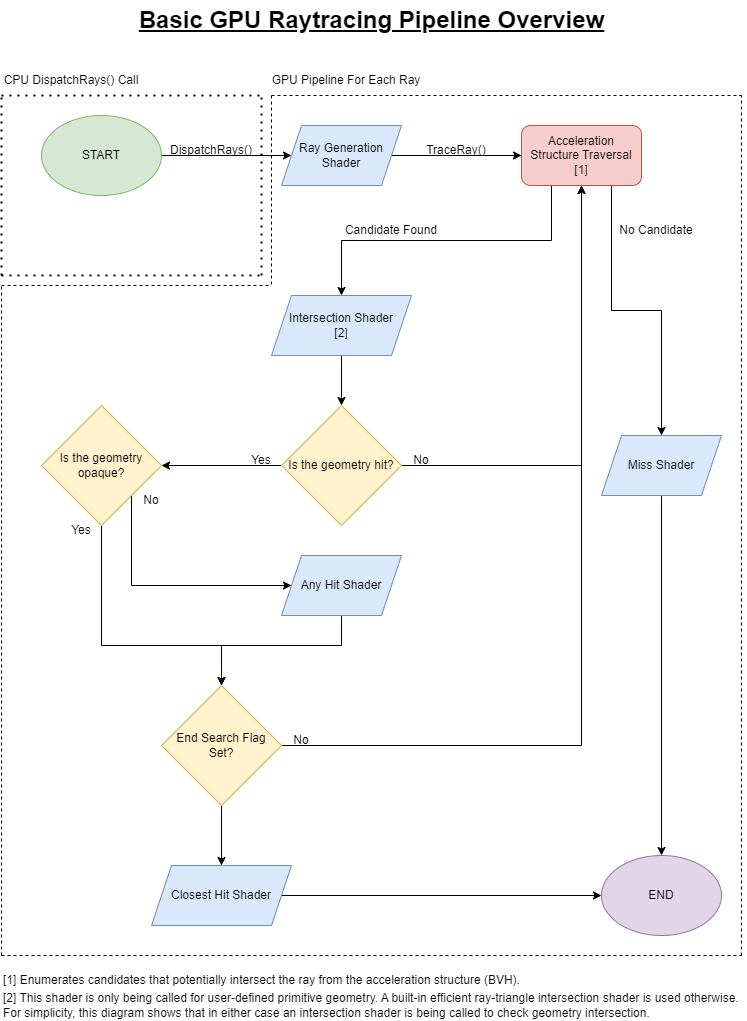 Basic GPU Raytracing Pipeline Overview
CPU DispatchRays() Call
GPU Pipeline For Each Ray
START
DispatchRays()
Ray Generation
Shader
TraceRay()
Acceleration
Structure Traversal
[1]
Candidate Found
No Candidate
Intersection Shader
[2]
Is the geometry
opaque?
Yes
Is the geometry hit?
No
Miss Shader
No
Yes
Any Hit Shader
End Search Flag
Set?
No
Closest Hit Shader
END
[1] Enumerates candidates that potentially intersect the ray from the acceleration structure (BVH).
[2] This shader is only being called for user-defined primitive geometry. A built-in efficient ray-triangle intersection shader is used otherwise.
For simplicity, this diagram shows that in either case an intersection shader is being called to check geometry intersection.